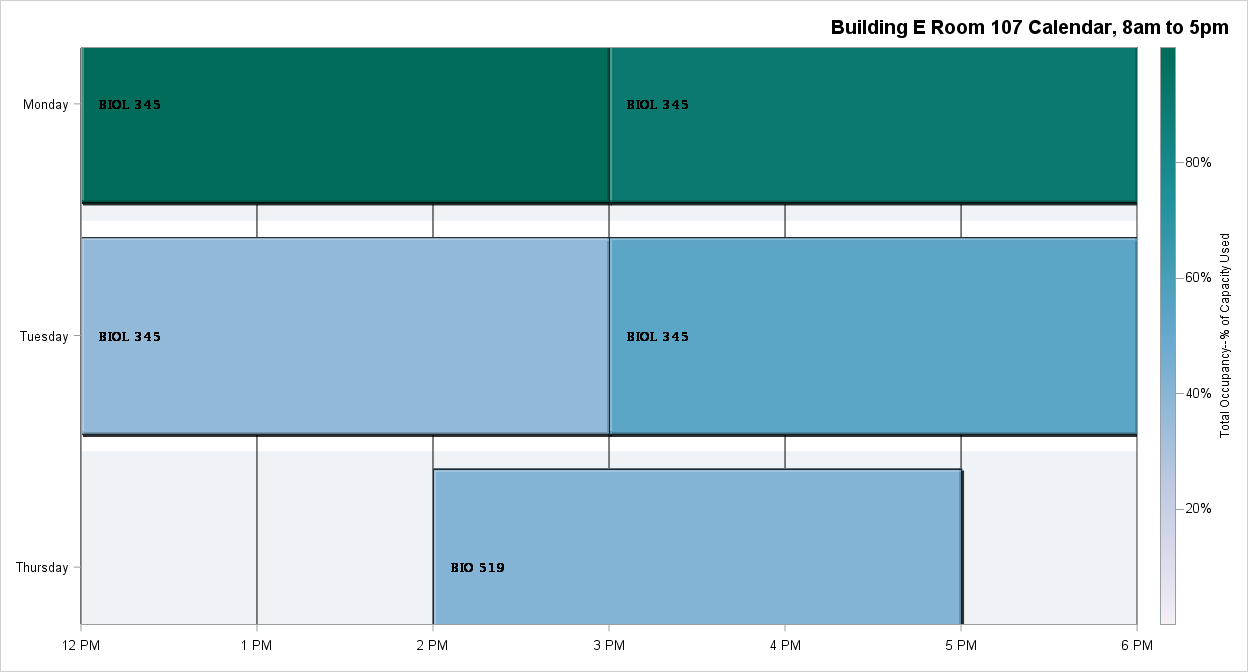 Building E Room 107 Calendar, 8am to 5pm
Monday
BIOL 345
BIOL 345
Tuesday
BIOL 345
BIOL 345
Thursday
BIO 519
12 PM
1 PM
2 PM
3 PM
4 PM
5 PM
6 PM
80%
60%
40%
20%
Total Occupancy--% of Capacity Used